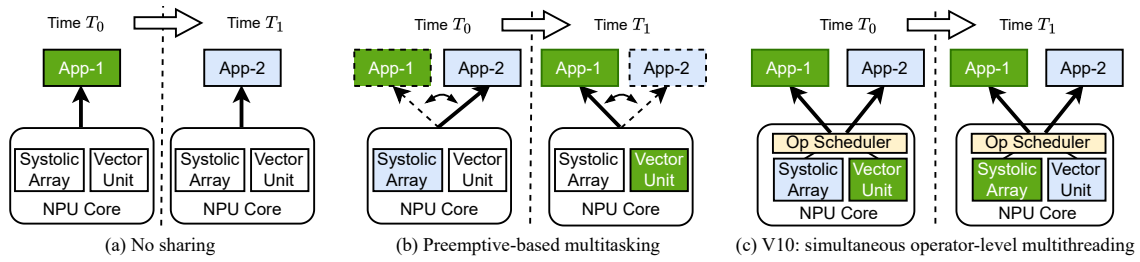 Time T0
Time T1
App-1
App-2
Systolic
Array
Vector
Unit
NPU Core
Systolic
Array
Vector
Unit
NPU Core
(a) No sharing
Time T0
Time T1
App-1
App-2
App-1
App-2
Systolic
Array
Vector
Unit
NPU Core
Systolic
Array
Vector
Unit
NPU Core
(b) Preemptive-based multitasking
Time T0
Time T1
App-1
App-2
App-1
App-2
Op Scheduler
Systolic
Array
Vector
Unit
NPU Core
Op Scheduler
Systolic
Array
Vector
Unit
NPU Core
(c) V10: simultaneous operator-level multithreading